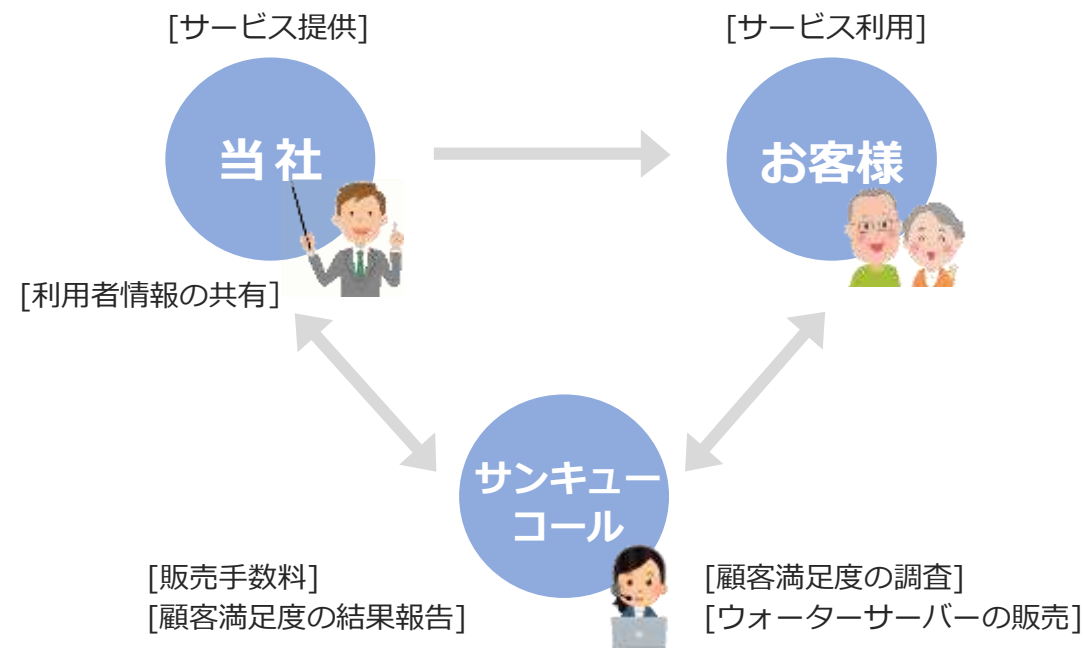 [サービス提供]
[サービス利用]
当社
お客様
[利用者情報の共有]
サンキュー
コール
[販売手数料]
[顧客満足度の結果報告]
[顧客満足度の調査]
[ウォーターサーバーの販売]